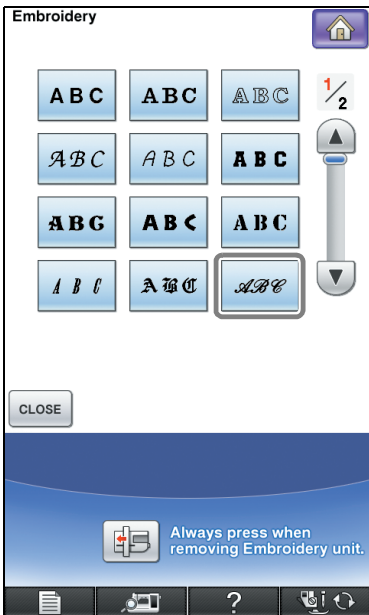 Embroidery
1/2
ABC ABC ABC
ABC ABC ABC
ABC ABC ABC
ABC ABC ABC
CLOSE
Always press when
removing Embroidery unit.
?